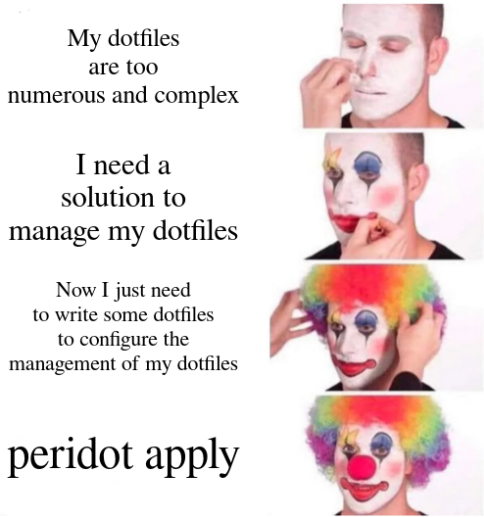 My dotfiles
are too
numerous and complex
I need a
solution to
manage my dotfiles
Now I just need
to write some dotfiles
to configure the
management of my dotfiles
peridot apply